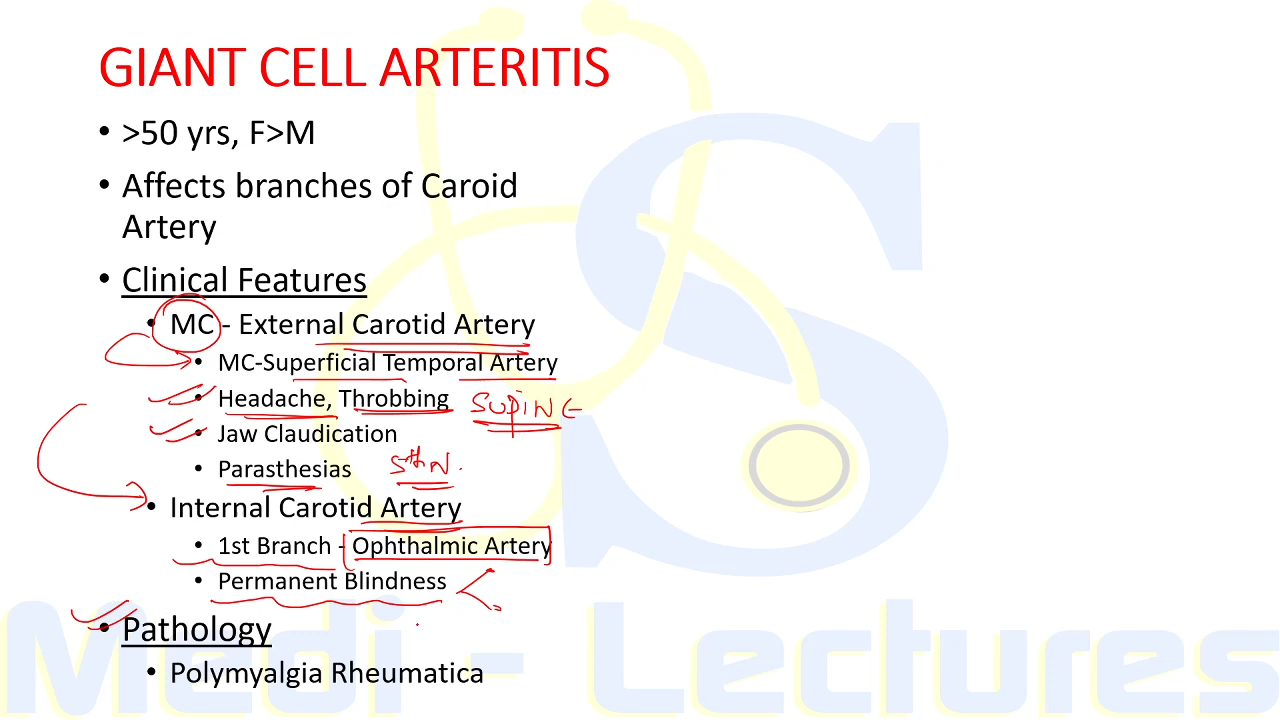 GIANT CELL ARTERITIS
• >50 yrs, F>M
• Affects branches of Caroid
Artery
• Clinical Features
• MC - External Carotid Artery
• MC-Superficial Temporal Artery
• Headache, Throbbing SUPINE
• Jaw Claudication
• Parasthesias 5th N.
• Internal Carotid Artery
• 1st Branch - Ophthalmic Artery
• Permanent Blindness
• Pathology
• Polymyalgia Rheumatica
Medi - Lectures